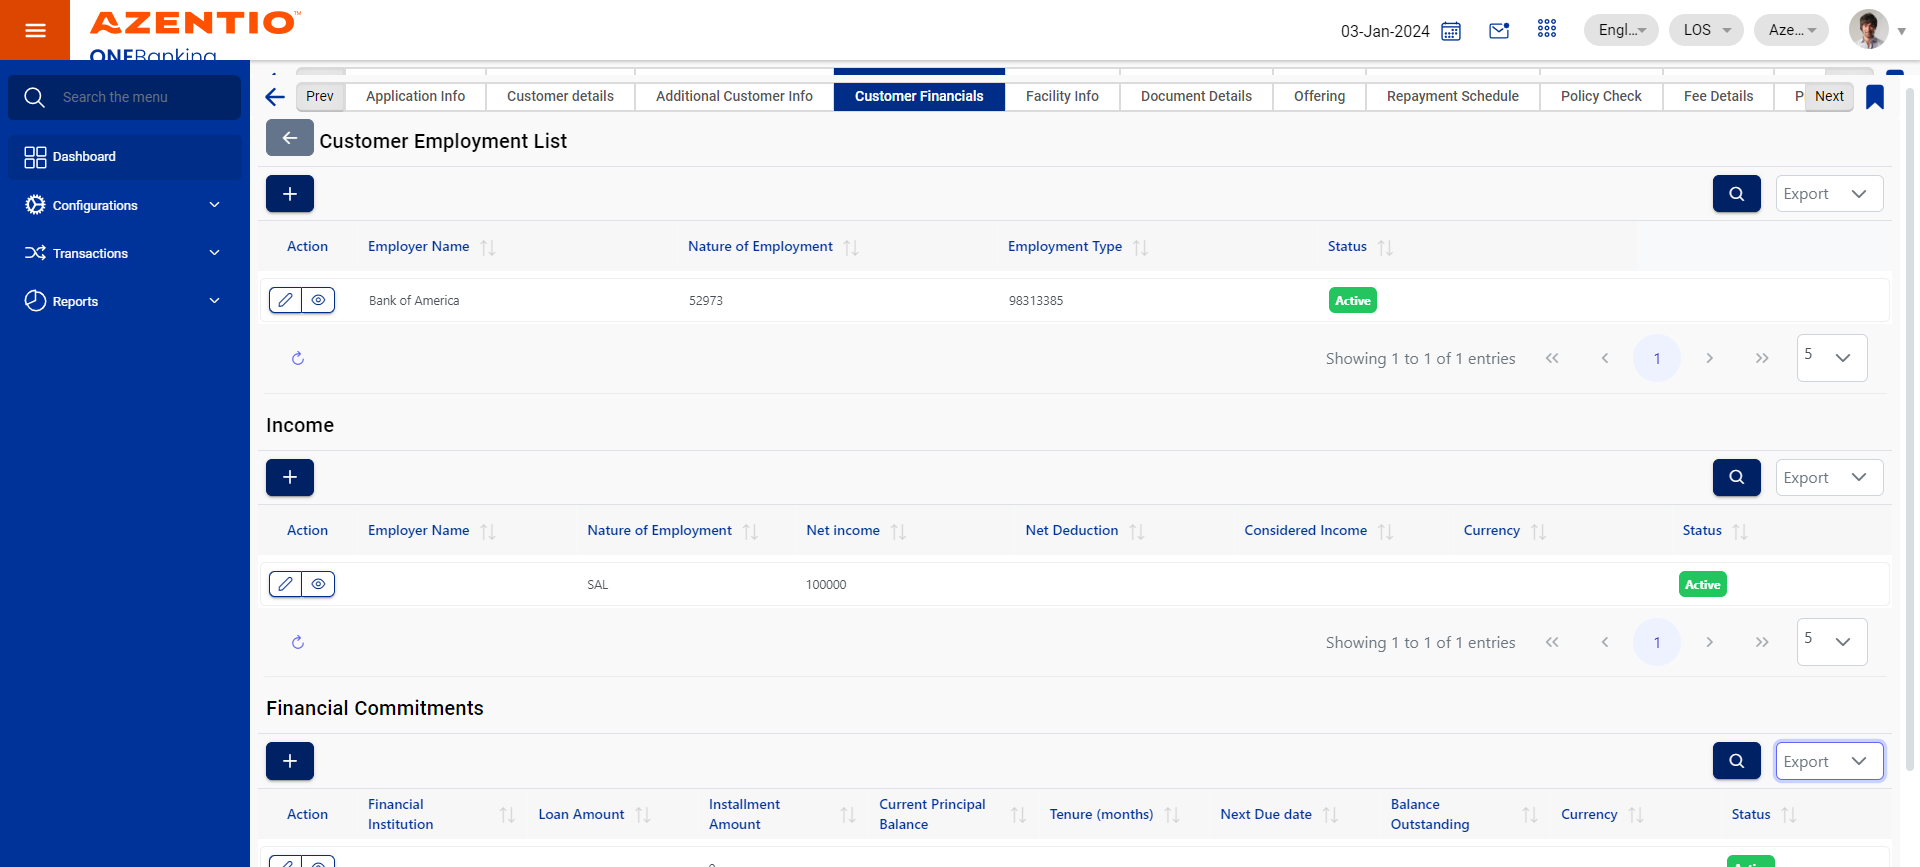 AZENTIO™
ONEBanking
03-Jan-2024
Engl...
LOS
Aze...
Search the menu
Dashboard
Configurations
Transactions
Reports
Prev
Application Info
Customer details
Additional Customer Info
Customer Financials
Facility Info
Document Details
Offering
Repayment Schedule
Policy Check
Fee Details
P
Next
Customer Employment List
Export
Action Employer Name Nature of Employment Employment Type Status
Bank of America 52973 98313385 Active
Showing 1 to 1 of 1 entries 1 5
Income
Export
Action Employer Name Nature of Employment Net income Net Deduction Considered Income Currency Status
SAL 100000 Active
Showing 1 to 1 of 1 entries 1 5
Financial Commitments
Export
Action Financial Institution Loan Amount Installment Amount Current Principal Balance Tenure (months) Next Due date Balance Outstanding Currency Status